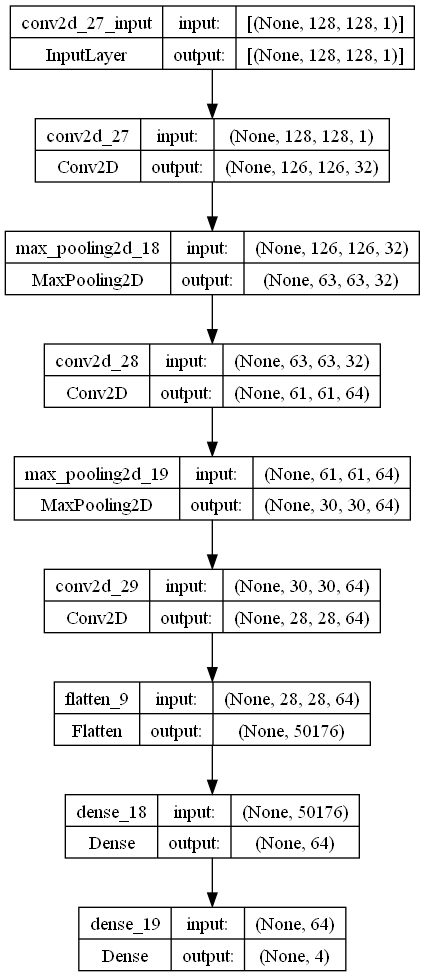 conv2d_27_input input: [(None, 128, 128, 1)]
InputLayer output: [(None, 128, 128, 1)]
conv2d_27 input: (None, 128, 128, 1)
Conv2D output: (None, 126, 126, 32)
max_pooling2d_18 input: (None, 126, 126, 32)
MaxPooling2D output: (None, 63, 63, 32)
conv2d_28 input: (None, 63, 63, 32)
Conv2D output: (None, 61, 61, 64)
max_pooling2d_19 input: (None, 61, 61, 64)
MaxPooling2D output: (None, 30, 30, 64)
conv2d_29 input: (None, 30, 30, 64)
Conv2D output: (None, 28, 28, 64)
flatten_9 input: (None, 28, 28, 64)
Flatten output: (None, 50176)
dense_18 input: (None, 50176)
Dense output: (None, 64)
dense_19 input: (None, 64)
Dense output: (None, 4)